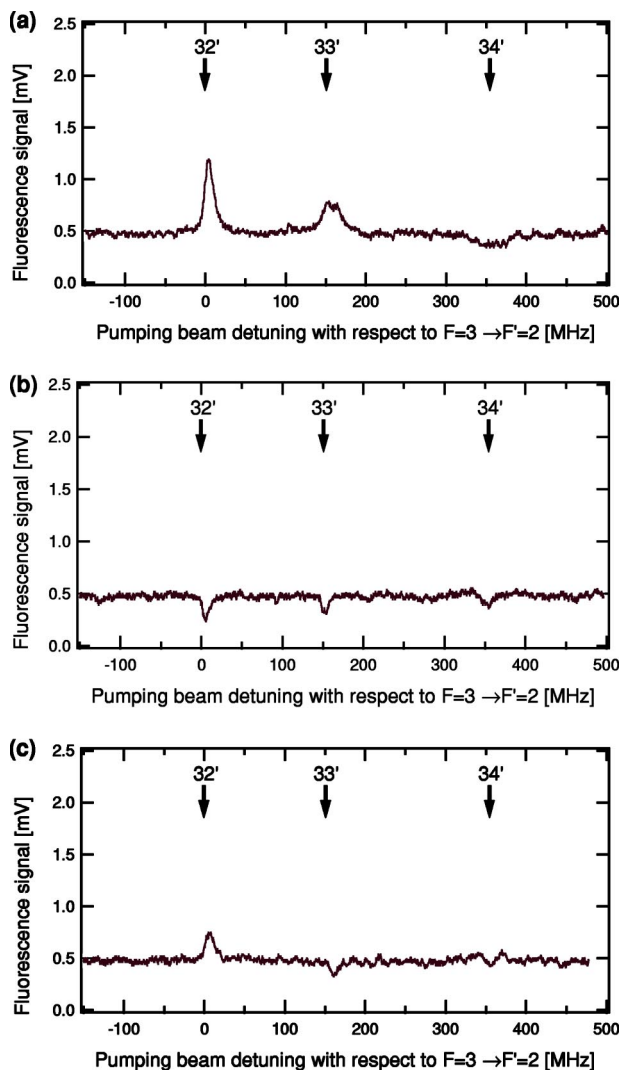 (a)
2.5
2.0
1.5
1.0
0.5
0.0
Fluorescence signal [mV]
32' 33' 34'
-100 0 100 200 300 400 500
Pumping beam detuning with respect to F=3 →F'=2 [MHz]
(b)
2.5
2.0
1.5
1.0
0.5
0.0
Fluorescence signal [mV]
32' 33' 34'
-100 0 100 200 300 400 500
Pumping beam detuning with respect to F=3 →F'=2 [MHz]
(c)
2.5
2.0
1.5
1.0
0.5
0.0
Fluorescence signal [mV]
32' 33' 34'
-100 0 100 200 300 400 500
Pumping beam detuning with respect to F=3 →F'=2 [MHz]